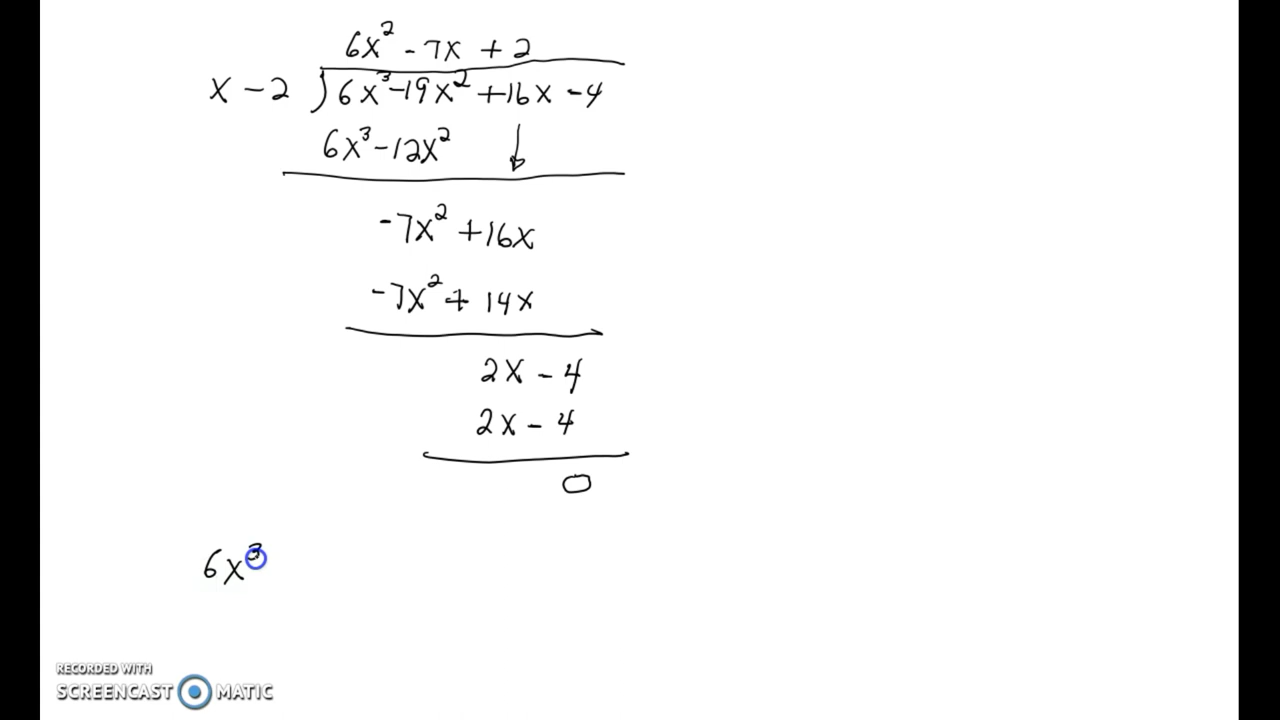 6x² - 7x + 2
x - 2 ) 6x³ - 19x² + 16x - 4
6x³ - 12x²
-7x² + 16x
-7x² + 14x
2x - 4
2x - 4
0
6x³
RECORDED WITH
SCREENCAST MATIC